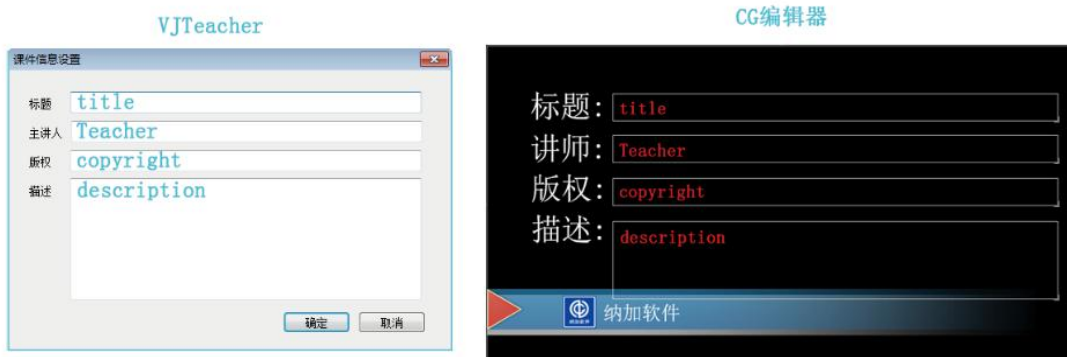 VJTeacher
课件信息设置
标题 title
主讲人 Teacher
版权 copyright
描述 description
确定 取消
CG编辑器
标题: title
讲师: Teacher
版权: copyright
描述: description
纳加软件